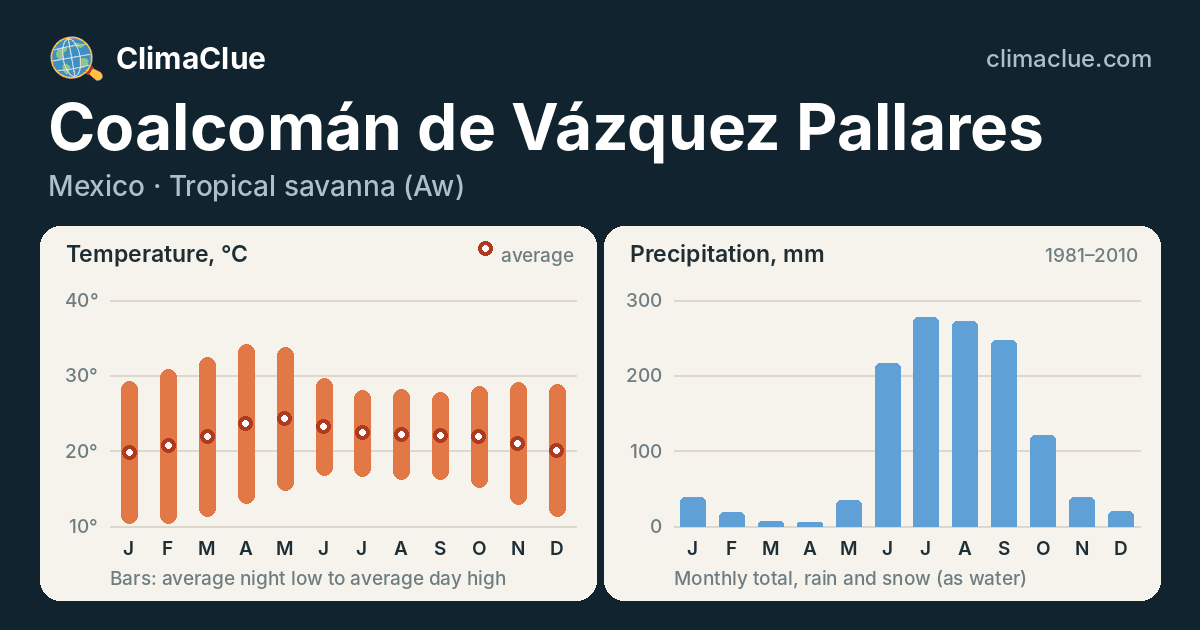 ClimaClue
climaclue.com
Coalcomán de Vázquez Pallares
Mexico · Tropical savanna (Aw)
Temperature, °C
average
40°
30°
20°
10°
J F M A M J J A S O N D
Bars: average night low to average day high
Precipitation, mm
1981–2010
300
200
100
0
J F M A M J J A S O N D
Monthly total, rain and snow (as water)